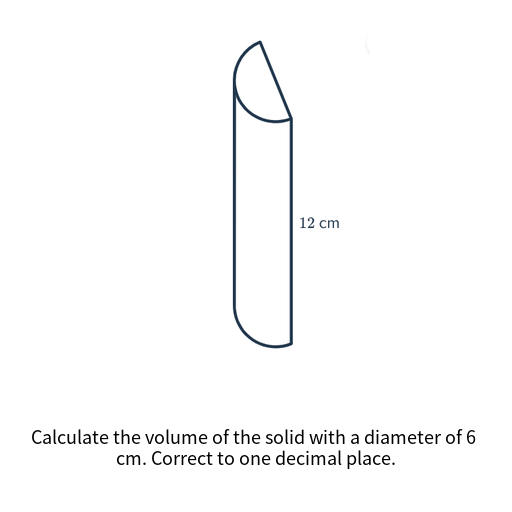 12 cm
Calculate the volume of the solid with a diameter of 6
cm. Correct to one decimal place.